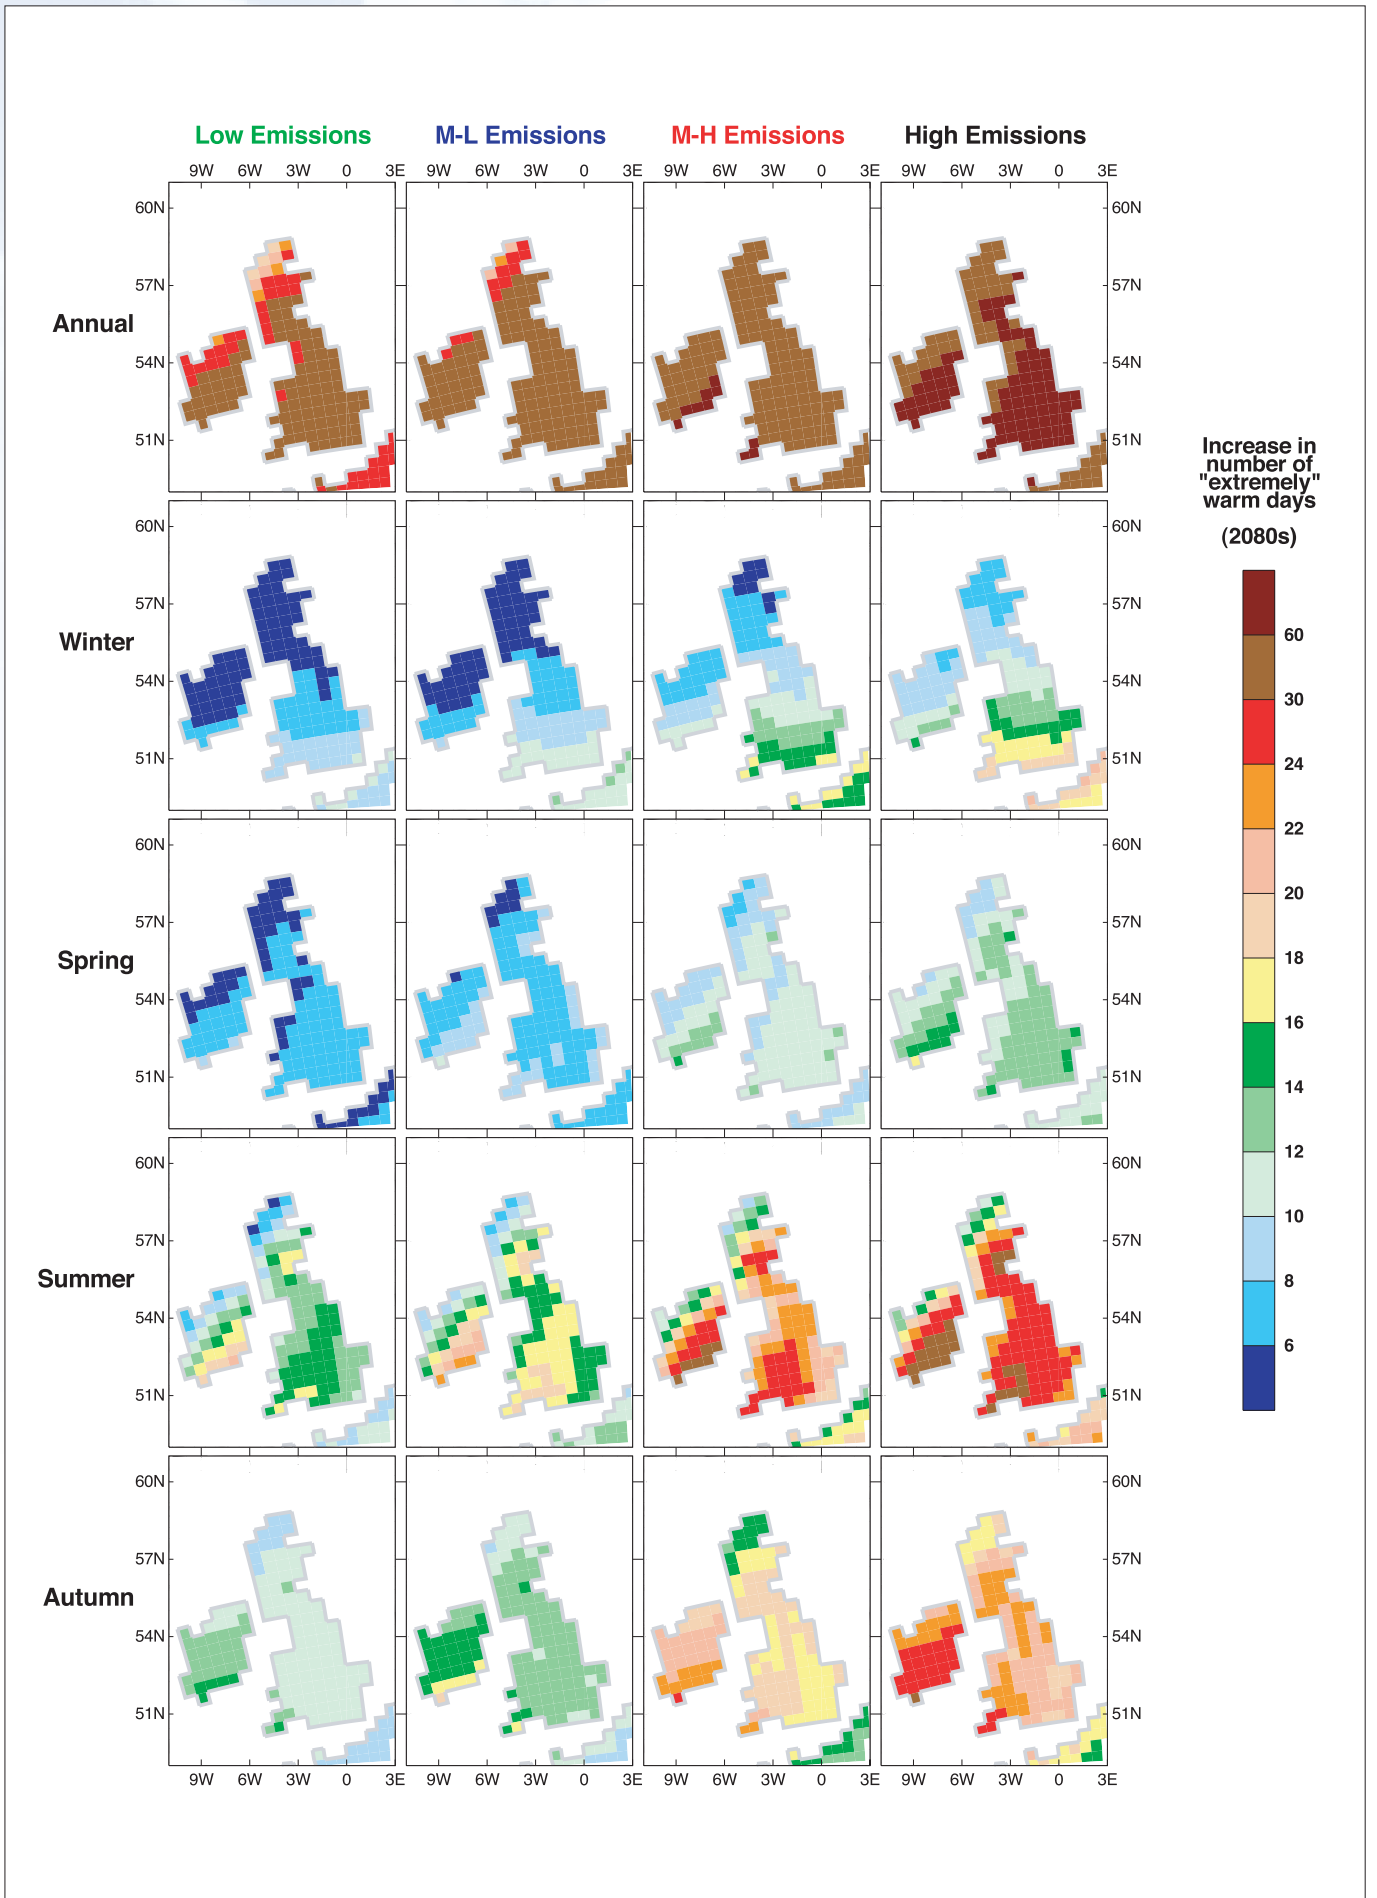 Low Emissions M-L Emissions M-H Emissions High Emissions
9W 6W 3W 0 3E 9W 6W 3W 0 3E 9W 6W 3W 0 3E 9W 6W 3W 0 3E
60N 60N
57N 57N
Annual
54N 54N
51N 51N
60N 60N
57N 57N
Winter
54N 54N
51N 51N
60N 60N
57N 57N
Spring
54N 54N
51N 51N
60N 60N
57N 57N
Summer
54N 54N
51N 51N
60N 60N
57N 57N
Autumn
54N 54N
51N 51N
9W 6W 3W 0 3E 9W 6W 3W 0 3E 9W 6W 3W 0 3E 9W 6W 3W 0 3E
Increase in
number of
"extremely"
warm days
(2080s)
60
30
24
22
20
18
16
14
12
10
8
6